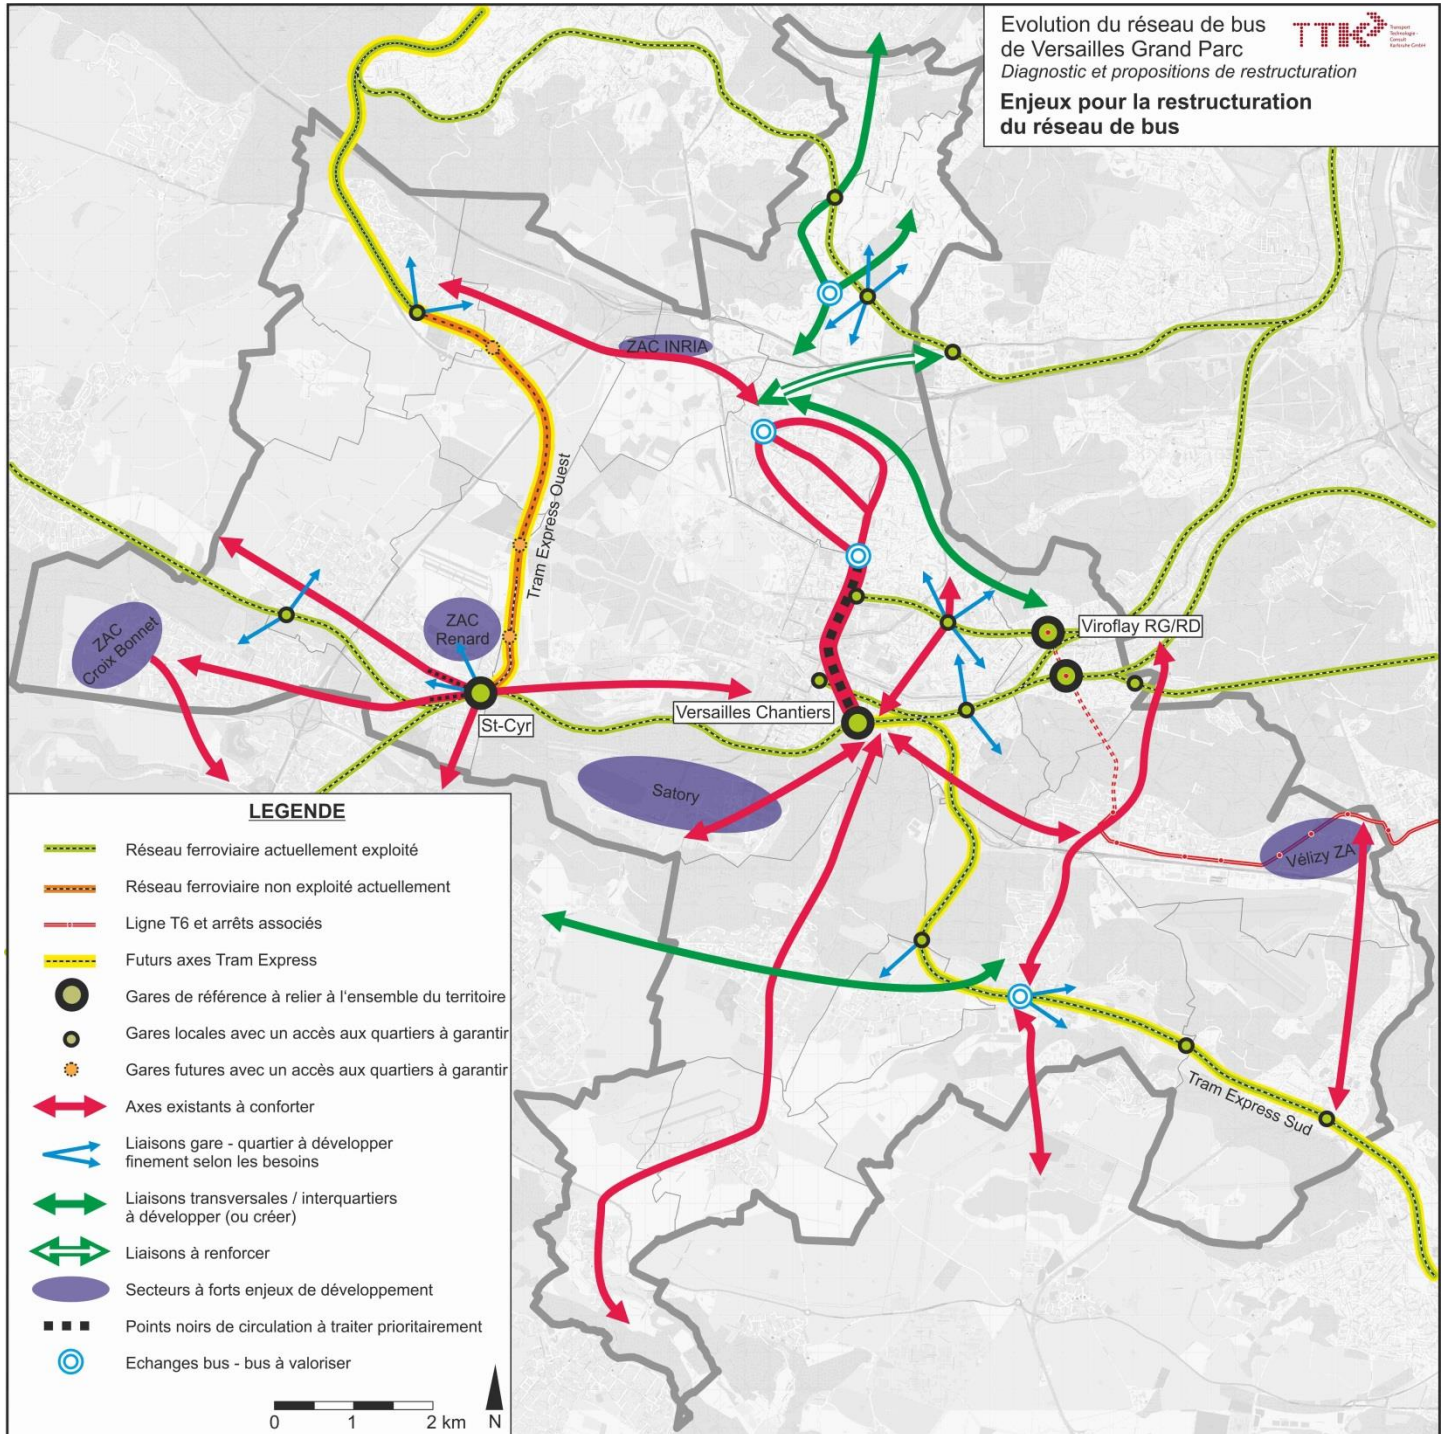 Evolution du réseau de bus
de Versailles Grand Parc
Diagnostic et propositions de restructuration
Enjeux pour la restructuration
du réseau de bus
TTK
Transport
Technologie -
Consult
Karlsruhe GmbH
ZAC INRIA
Tram Express Ouest
ZAC
Croix Bonnet
ZAC
Renard
Viroflay RG/RD
St-Cyr
Versailles Chantiers
Satory
Vélizy ZA
Tram Express Sud
LEGENDE
Réseau ferroviaire actuellement exploité
Réseau ferroviaire non exploité actuellement
Ligne T6 et arrêts associés
Futurs axes Tram Express
Gares de référence à relier à l'ensemble du territoire
Gares locales avec un accès aux quartiers à garantir
Gares futures avec un accès aux quartiers à garantir
Axes existants à conforter
Liaisons gare - quartier à développer
finement selon les besoins
Liaisons transversales / interquartiers
à développer (ou créer)
Liaisons à renforcer
Secteurs à forts enjeux de développement
Points noirs de circulation à traiter prioritairement
Echanges bus - bus à valoriser
0 1 2 km N